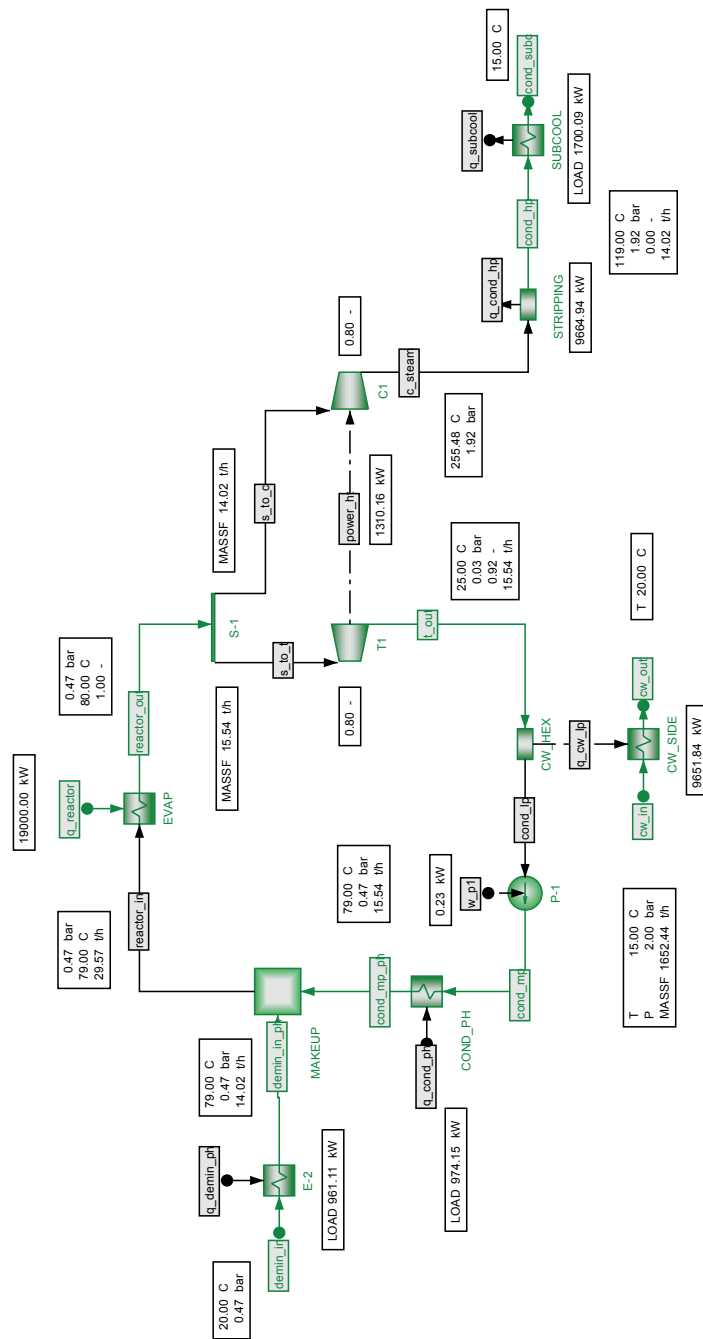 19000.00 kW
q_reactor
0.47 bar
80.00 C
1.00 -
0.47 bar
79.00 C
29.57 t/h
reactor_in
EVAP
reactor_ou
20.00 C
0.47 bar
q_demin_ph
79.00 C
0.47 bar
14.02 t/h
MAKEUP
demin_in
E-2
demin_in_ph
LOAD 961.11 kW
S-1
MASSF 15.54 t/h
MASSF 14.02 t/h
s_to_t
s_to_c
79.00 C
0.47 bar
15.54 t/h
cond_mp_ph
q_cond_ph
COND_PH
LOAD 974.15 kW
0.80 -
T1
power_ht
1310.16 kW
C1
0.80 -
0.23 kW
w_p1
P-1
cond_mp
cond_lp
t_out
25.00 C
0.03 bar
0.92 -
15.54 t/h
c_steam
255.48 C
1.92 bar
CW_HEX
q_cw_lp
q_cond_hp
STRIPPING
9664.94 kW
cond_hp
q_subcool
SUBCOOL
LOAD 1700.09 kW
15.00 C
cond_subc
T 15.00 C
P 2.00 bar
MASSF 1652.44 t/h
cw_in
CW_SIDE
cw_out
9651.84 kW
T 20.00 C
119.00 C
1.92 bar
0.00 -
14.02 t/h